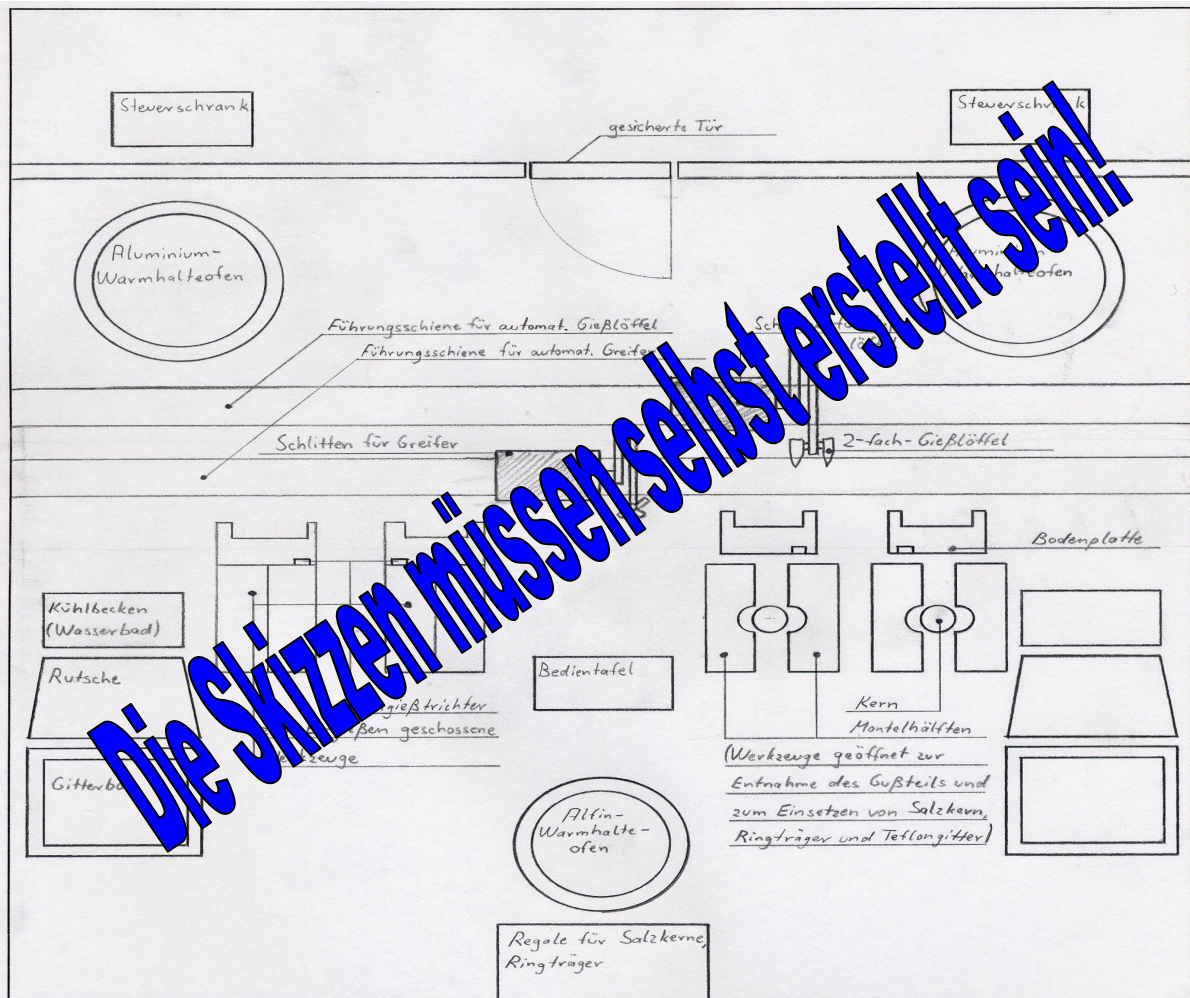 Steuerschrank
Steuerschrank
gesicherte Tür
Aluminium-
Warmhalteofen
Warmhalteofen
Führungsschiene für automat. Gießlöffel
Führungsschiene für automat. Greifer
Schlitten für Greifer
2-fach-Gießlöffel
Bodenplatte
Kühlbecken
(Wasserbad)
Rutsche
Bedientafel
geschossene
Kern
Mantelhälften
(Werkzeuge geöffnet zur
Entnahme des Gußteils und
zum Einsetzen von Salzkern,
Ringträger und Teflongitter)
Alfin-
Warmhalte-
ofen
Regale für Salzkerne,
Ringträger
Die Skizzen müssen selbst erstellt sein!